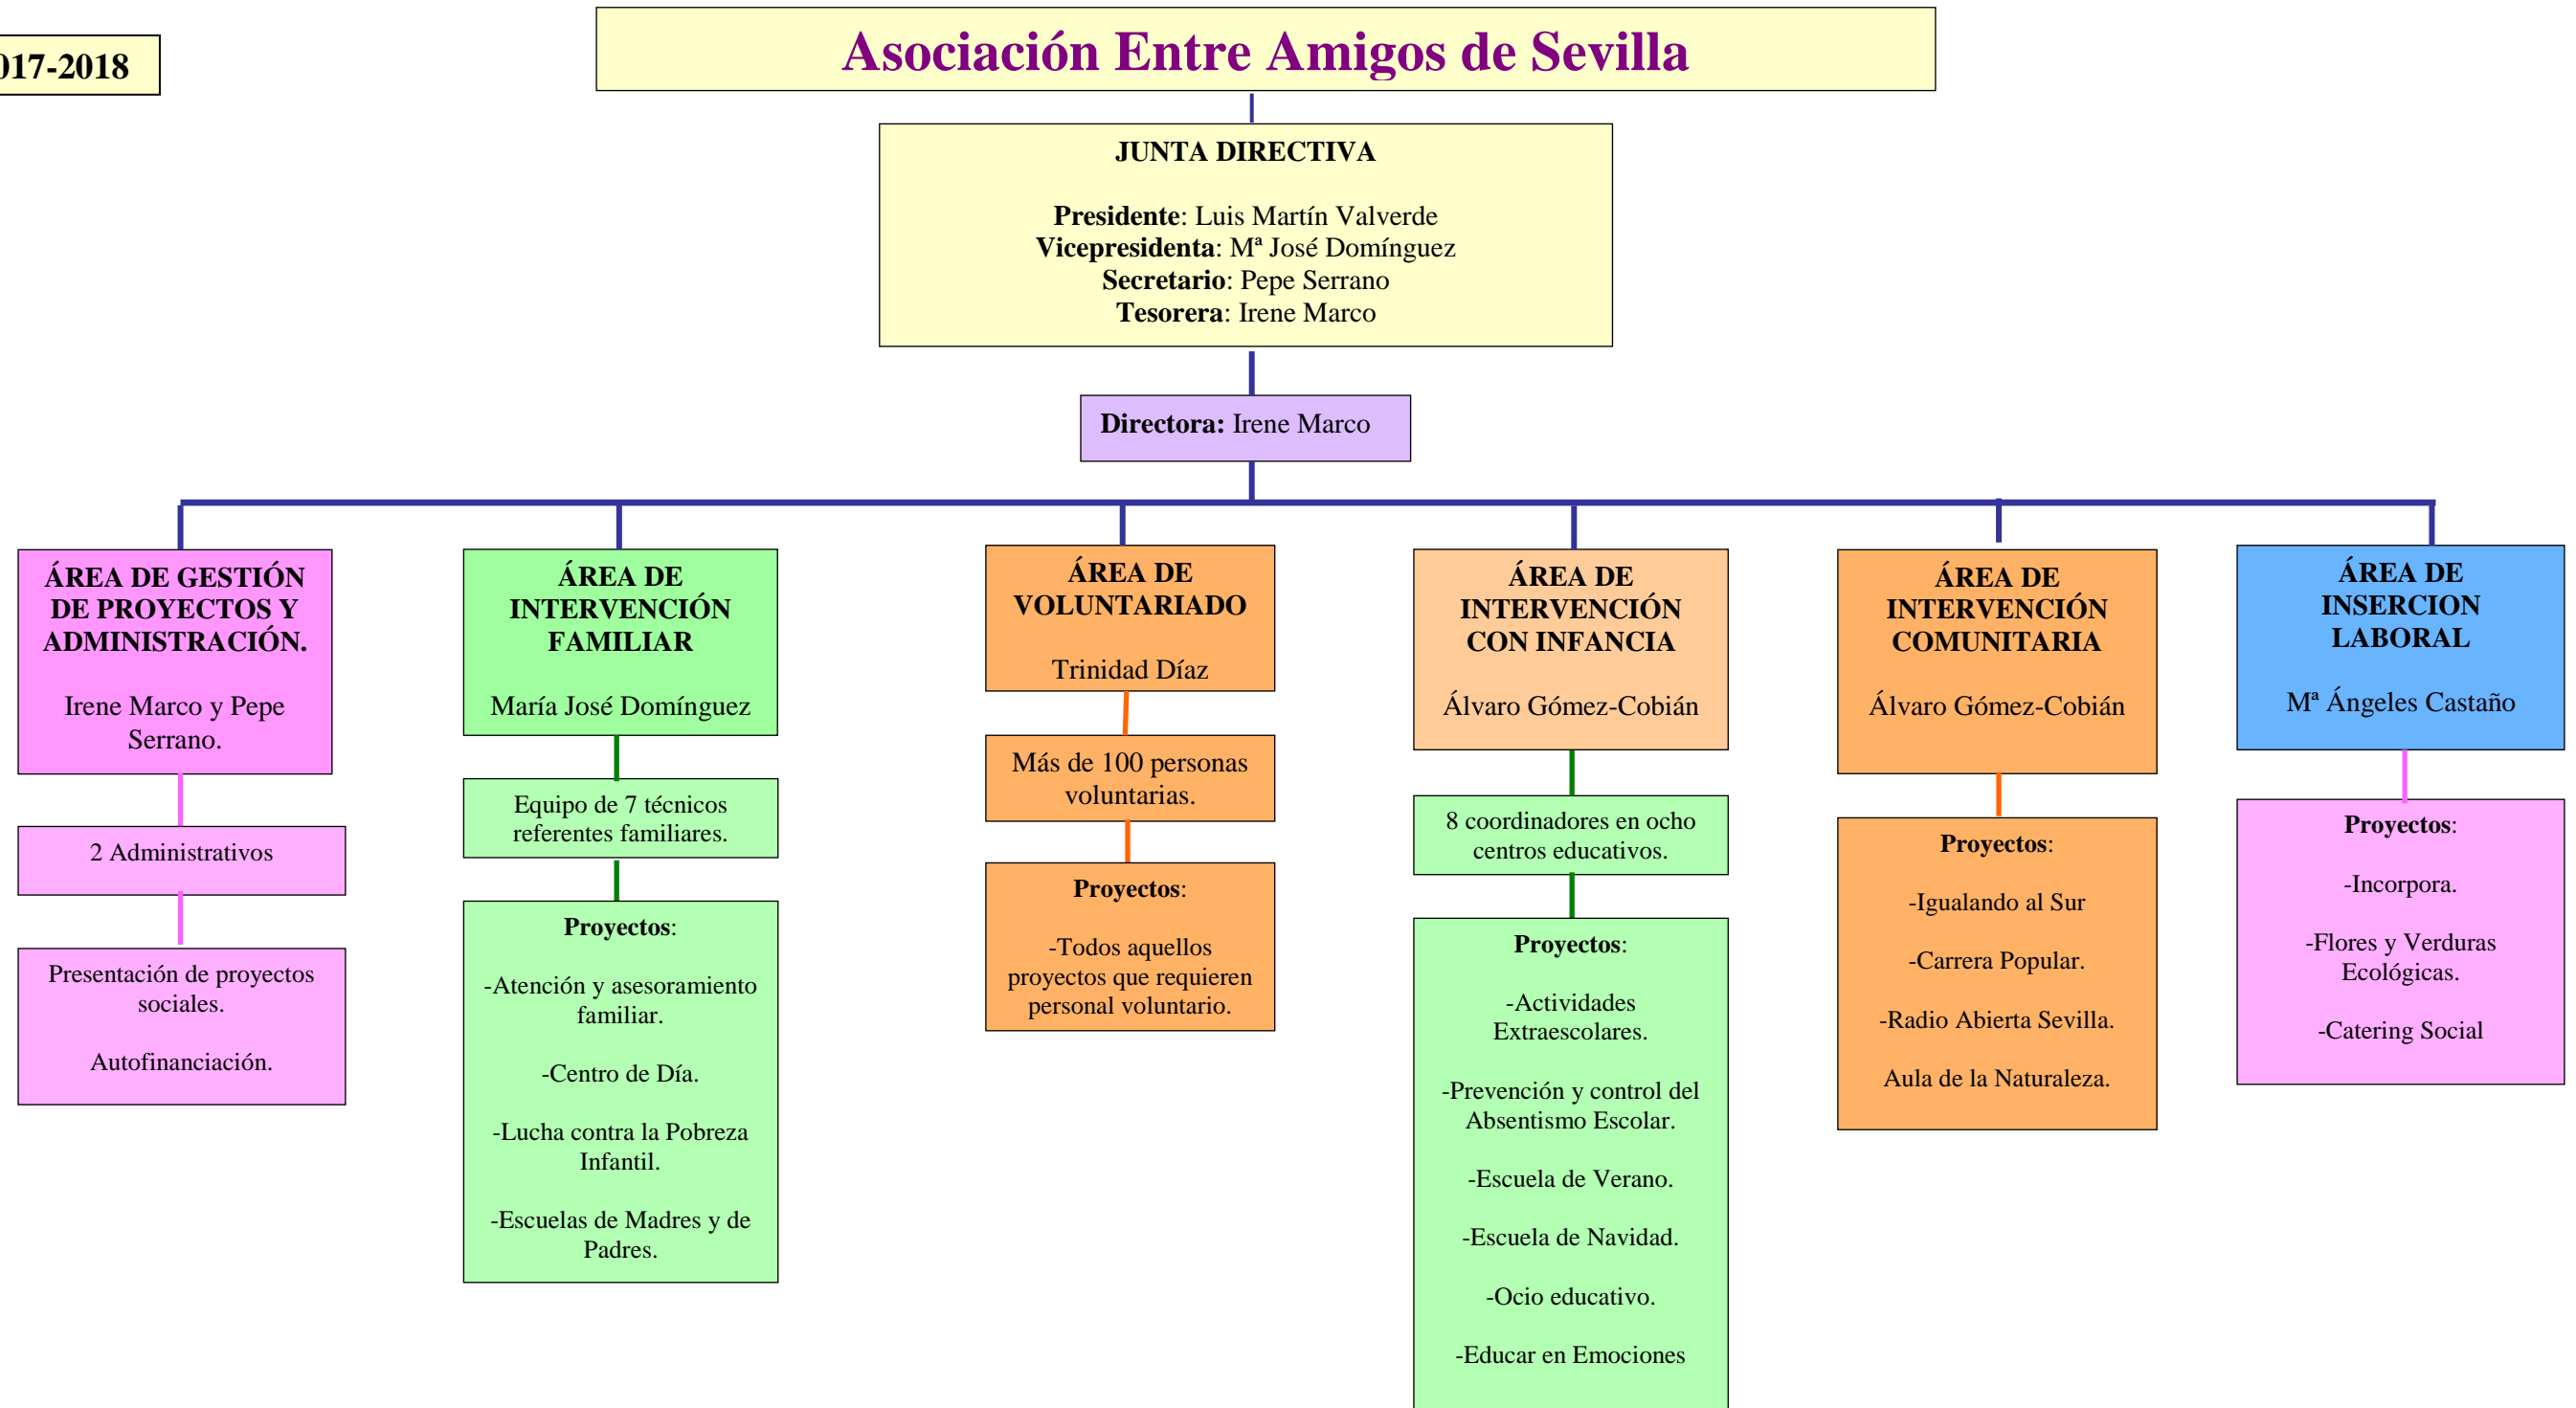 017-2018
Asociación Entre Amigos de Sevilla
JUNTA DIRECTIVA
Presidente: Luis Martín Valverde
Vicepresidenta: Mª José Domínguez
Secretario: Pepe Serrano
Tesorera: Irene Marco
Directora: Irene Marco
ÁREA DE GESTIÓN
DE PROYECTOS Y
ADMINISTRACIÓN.
Irene Marco y Pepe
Serrano.
2 Administrativos
Presentación de proyectos
sociales.
Autofinanciación.
ÁREA DE
INTERVENCIÓN
FAMILIAR
María José Domínguez
Equipo de 7 técnicos
referentes familiares.
Proyectos:
-Atención y asesoramiento
familiar.
-Centro de Día.
-Lucha contra la Pobreza
Infantil.
-Escuelas de Madres y de
Padres.
ÁREA DE
VOLUNTARIADO
Trinidad Díaz
Más de 100 personas
voluntarias.
Proyectos:
-Todos aquellos
proyectos que requieren
personal voluntario.
ÁREA DE
INTERVENCIÓN
CON INFANCIA
Álvaro Gómez-Cobián
8 coordinadores en ocho
centros educativos.
Proyectos:
-Actividades
Extraescolares.
-Prevención y control del
Absentismo Escolar.
-Escuela de Verano.
-Escuela de Navidad.
-Ocio educativo.
-Educar en Emociones
ÁREA DE
INTERVENCIÓN
COMUNITARIA
Álvaro Gómez-Cobián
Proyectos:
-Igualando al Sur
-Carrera Popular.
-Radio Abierta Sevilla.
Aula de la Naturaleza.
ÁREA DE
INSERCION
LABORAL
Mª Ángeles Castaño
Proyectos:
-Incorpora.
-Flores y Verduras
Ecológicas.
-Catering Social